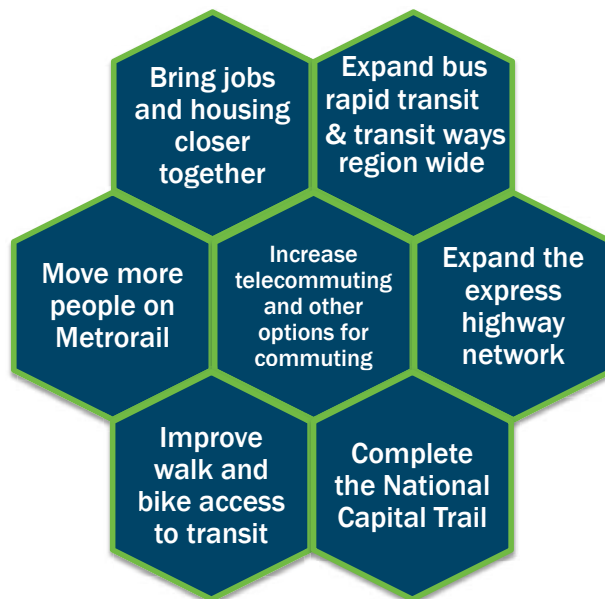 Bring jobs
and housing
closer
together
Expand bus
rapid transit
& transit ways
region wide
Move more
people on
Metrorail
Increase
telecommuting
and other
options for
commuting
Expand the
express
highway
network
Improve
walk and
bike access
to transit
Complete
the National
Capital Trail